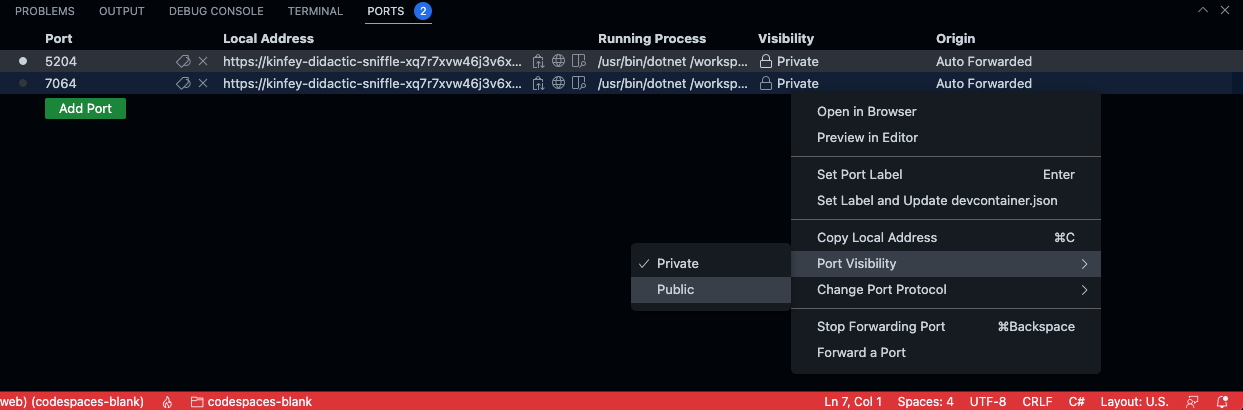 PROBLEMS OUTPUT DEBUG CONSOLE TERMINAL PORTS 2
Port Local Address Running Process Visibility Origin
5204 https://kinfey-didactic-sniffle-xq7r7xvw46j3v6x... /usr/bin/dotnet /worksp... Private Auto Forwarded
7064 https://kinfey-didactic-sniffle-xq7r7xvw46j3v6x... /usr/bin/dotnet /worksp... Private Auto Forwarded
Add Port
Open in Browser
Preview in Editor
Set Port Label Enter
Set Label and Update devcontainer.json
Copy Local Address ⌘C
Port Visibility
Private
Public
Change Port Protocol
Stop Forwarding Port ⌘Backspace
Forward a Port
web) (codespaces-blank) codespaces-blank Ln 7, Col 1 Spaces: 4 UTF-8 CRLF C# Layout: U.S.